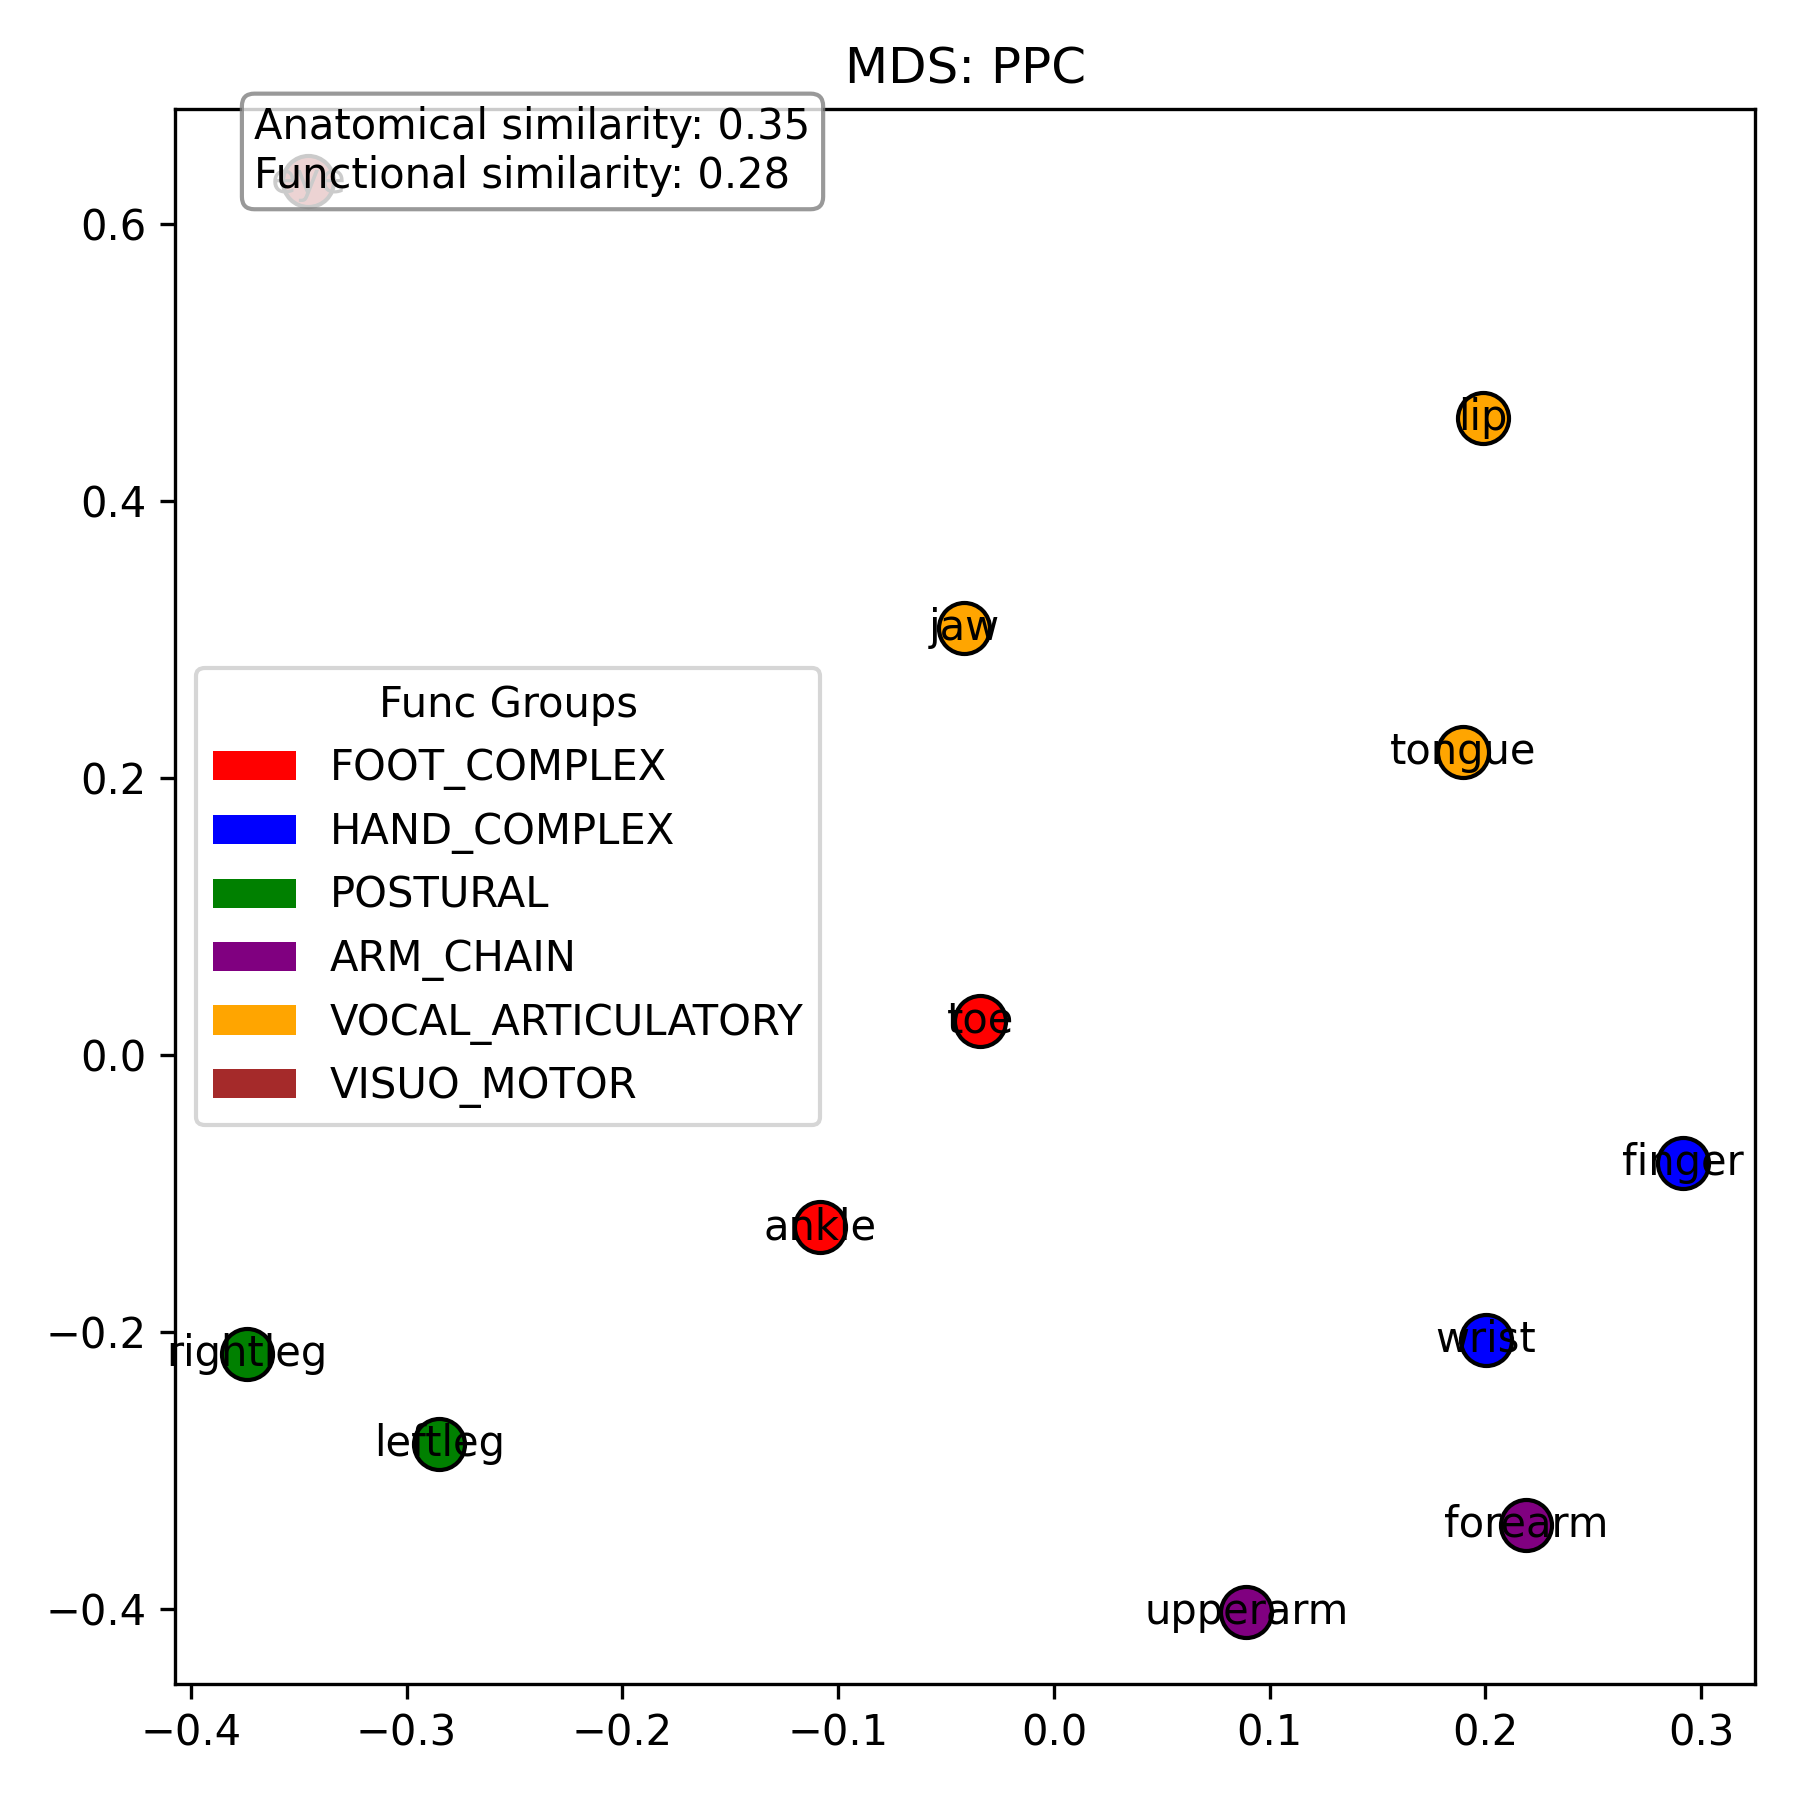 MDS: PPC
Anatomical similarity: 0.35
Functional similarity: 0.28
eye
0.6
lip
0.4
jaw
tongue
0.2
Func Groups
FOOT_COMPLEX
HAND_COMPLEX
POSTURAL
ARM_CHAIN
VOCAL_ARTICULATORY
VISUO_MOTOR
toe
0.0
finger
ankle
−0.2
rightleg
wrist
leftleg
forearm
−0.4
upperarm
−0.4 −0.3 −0.2 −0.1 0.0 0.1 0.2 0.3